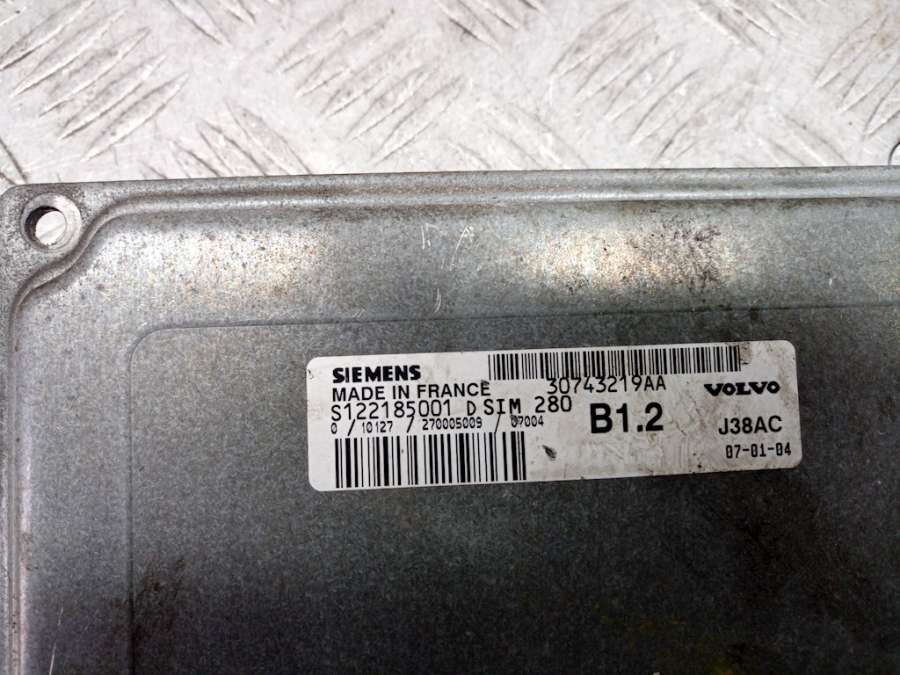 SIEMENS
MADE IN FRANCE
30743219AA
VOLVO
S122185001 D SIM 280
B1.2
J38AC
0 / 10127 / 270005009 / 07004
07-01-04